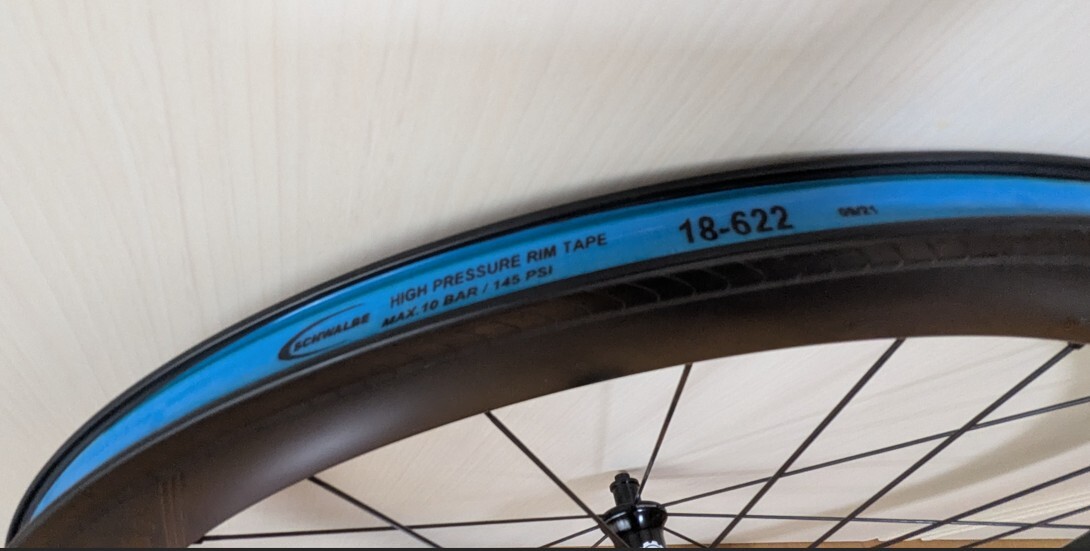 SCHWALBE
HIGH PRESSURE RIM TAPE
MAX. 10 BAR / 145 PSI
18-622
09/21